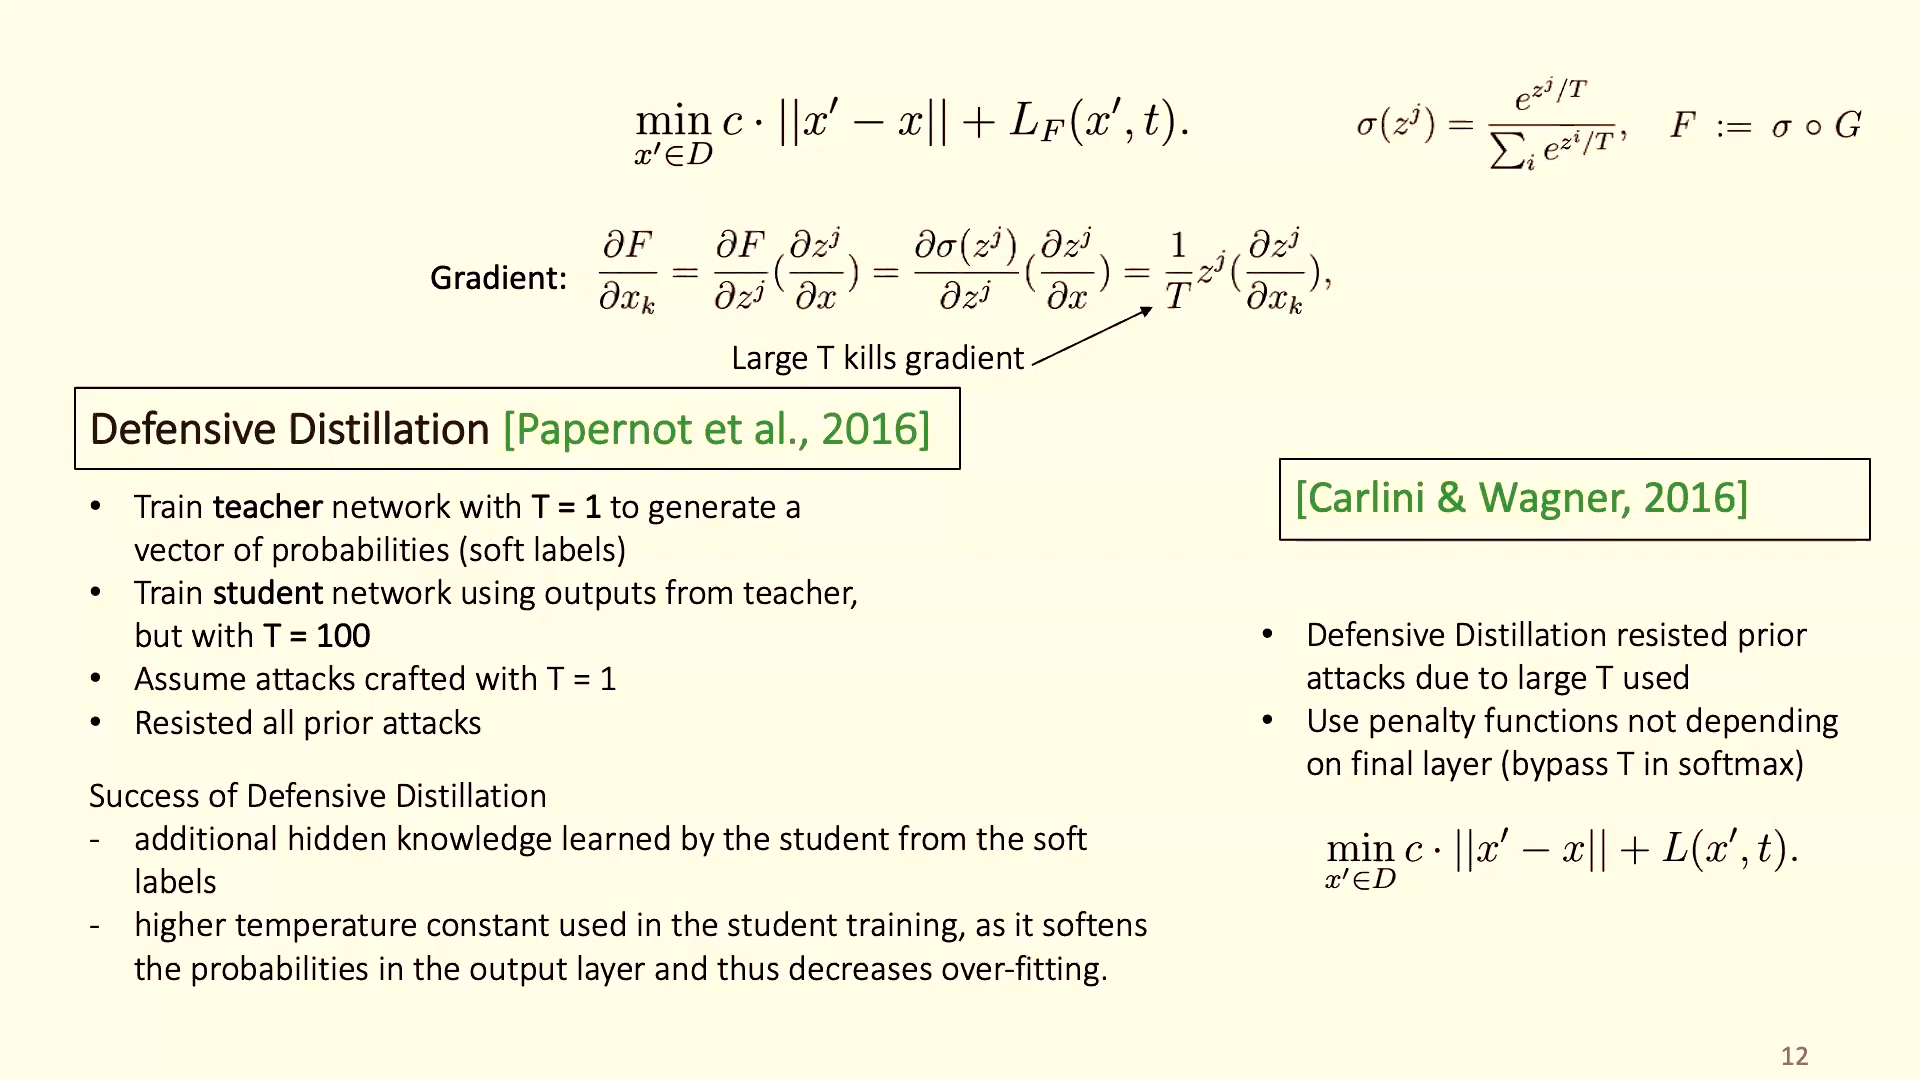 min_{x′∈D} c · ||x′ − x|| + L_F(x′, t).
σ(z^j) = e^{z^j/T} / ∑_i e^{z^i/T}, F := σ ∘ G
Gradient: ∂F/∂x_k = ∂F/∂z^j (∂z^j/∂x) = ∂σ(z^j)/∂z^j (∂z^j/∂x) = 1/T z^j (∂z^j/∂x_k),
Large T kills gradient
Defensive Distillation [Papernot et al., 2016]
• Train teacher network with T = 1 to generate a
vector of probabilities (soft labels)
• Train student network using outputs from teacher,
but with T = 100
• Assume attacks crafted with T = 1
• Resisted all prior attacks
Success of Defensive Distillation
- additional hidden knowledge learned by the student from the soft
labels
- higher temperature constant used in the student training, as it softens
the probabilities in the output layer and thus decreases over-fitting.
[Carlini & Wagner, 2016]
• Defensive Distillation resisted prior
attacks due to large T used
• Use penalty functions not depending
on final layer (bypass T in softmax)
min_{x′∈D} c · ||x′ − x|| + L(x′, t).
12